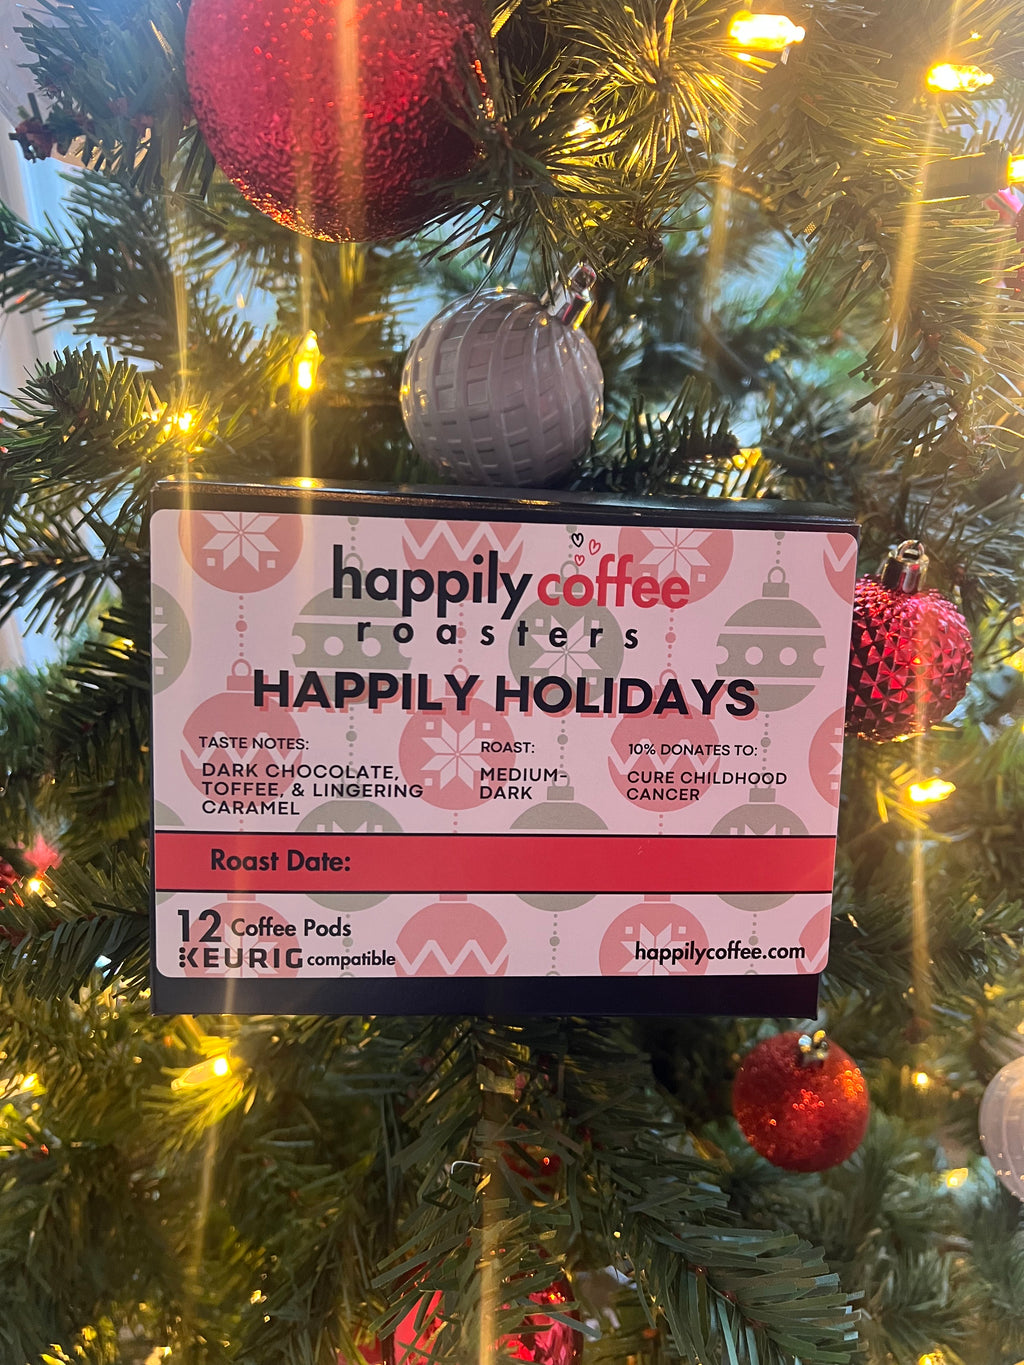 happily coffee
roasters
HAPPILY HOLIDAYS
TASTE NOTES:
DARK CHOCOLATE,
TOFFEE, & LINGERING
CARAMEL
ROAST:
MEDIUM-
DARK
10% DONATES TO:
CURE CHILDHOOD
CANCER
Roast Date:
12 Coffee Pods
KEURIG compatible
happilycoffee.com